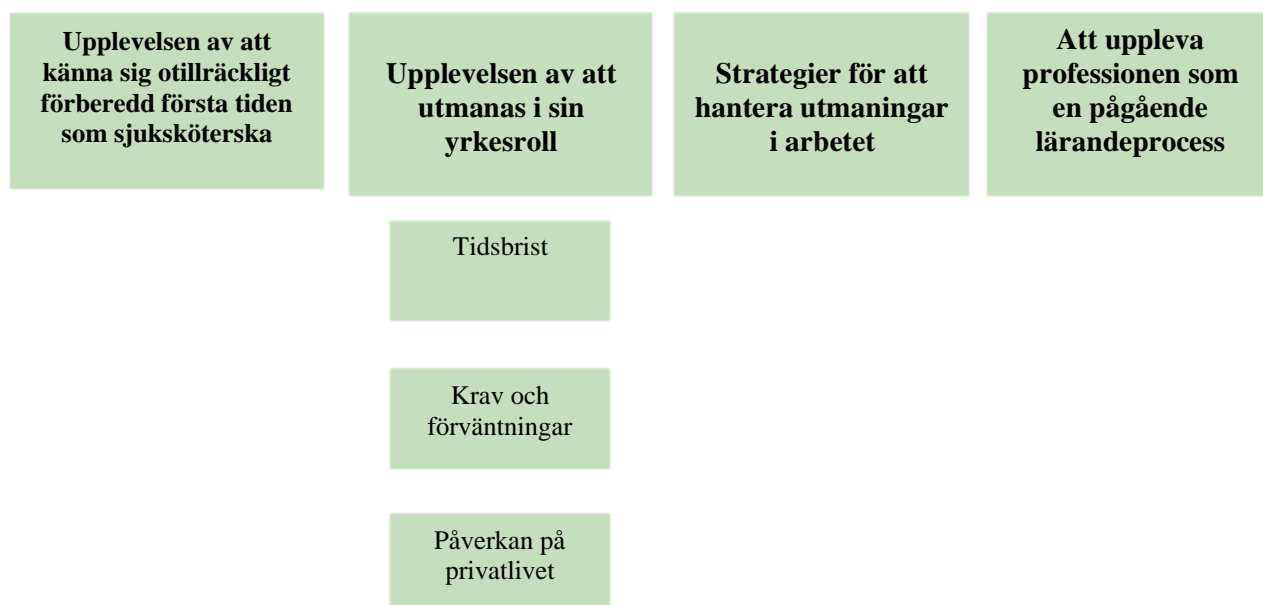 Upplevelsen av att
känna sig otillräckligt
förberedd första tiden
som sjuksköterska
Upplevelsen av att
utmanas i sin
yrkesroll
Strategier för att
hantera utmaningar
i arbetet
Att uppleva
professionen som
en pågående
lärandeprocess
Tidsbrist
Krav och
förväntningar
Påverkan på
privatlivet